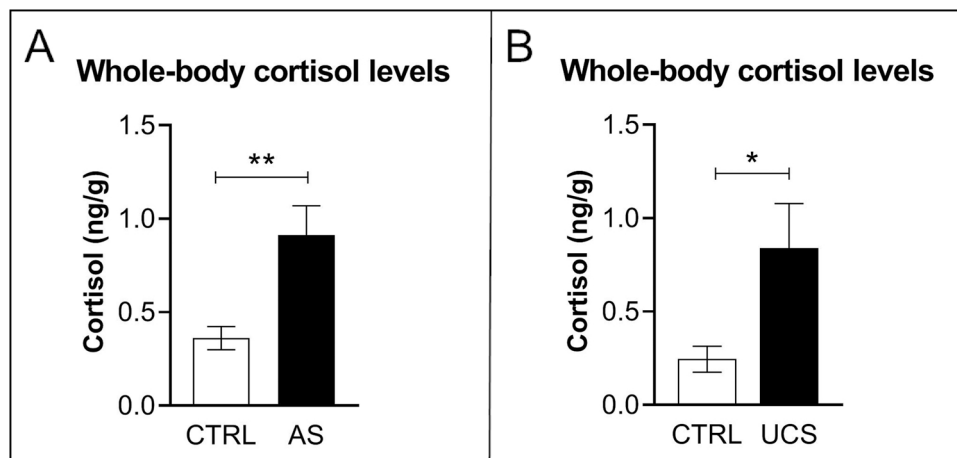 A
Whole-body cortisol levels
Cortisol (ng/g)
1.5
1.0
0.5
0.0
**
CTRL AS
B
Whole-body cortisol levels
Cortisol (ng/g)
1.5
1.0
0.5
0.0
*
CTRL UCS